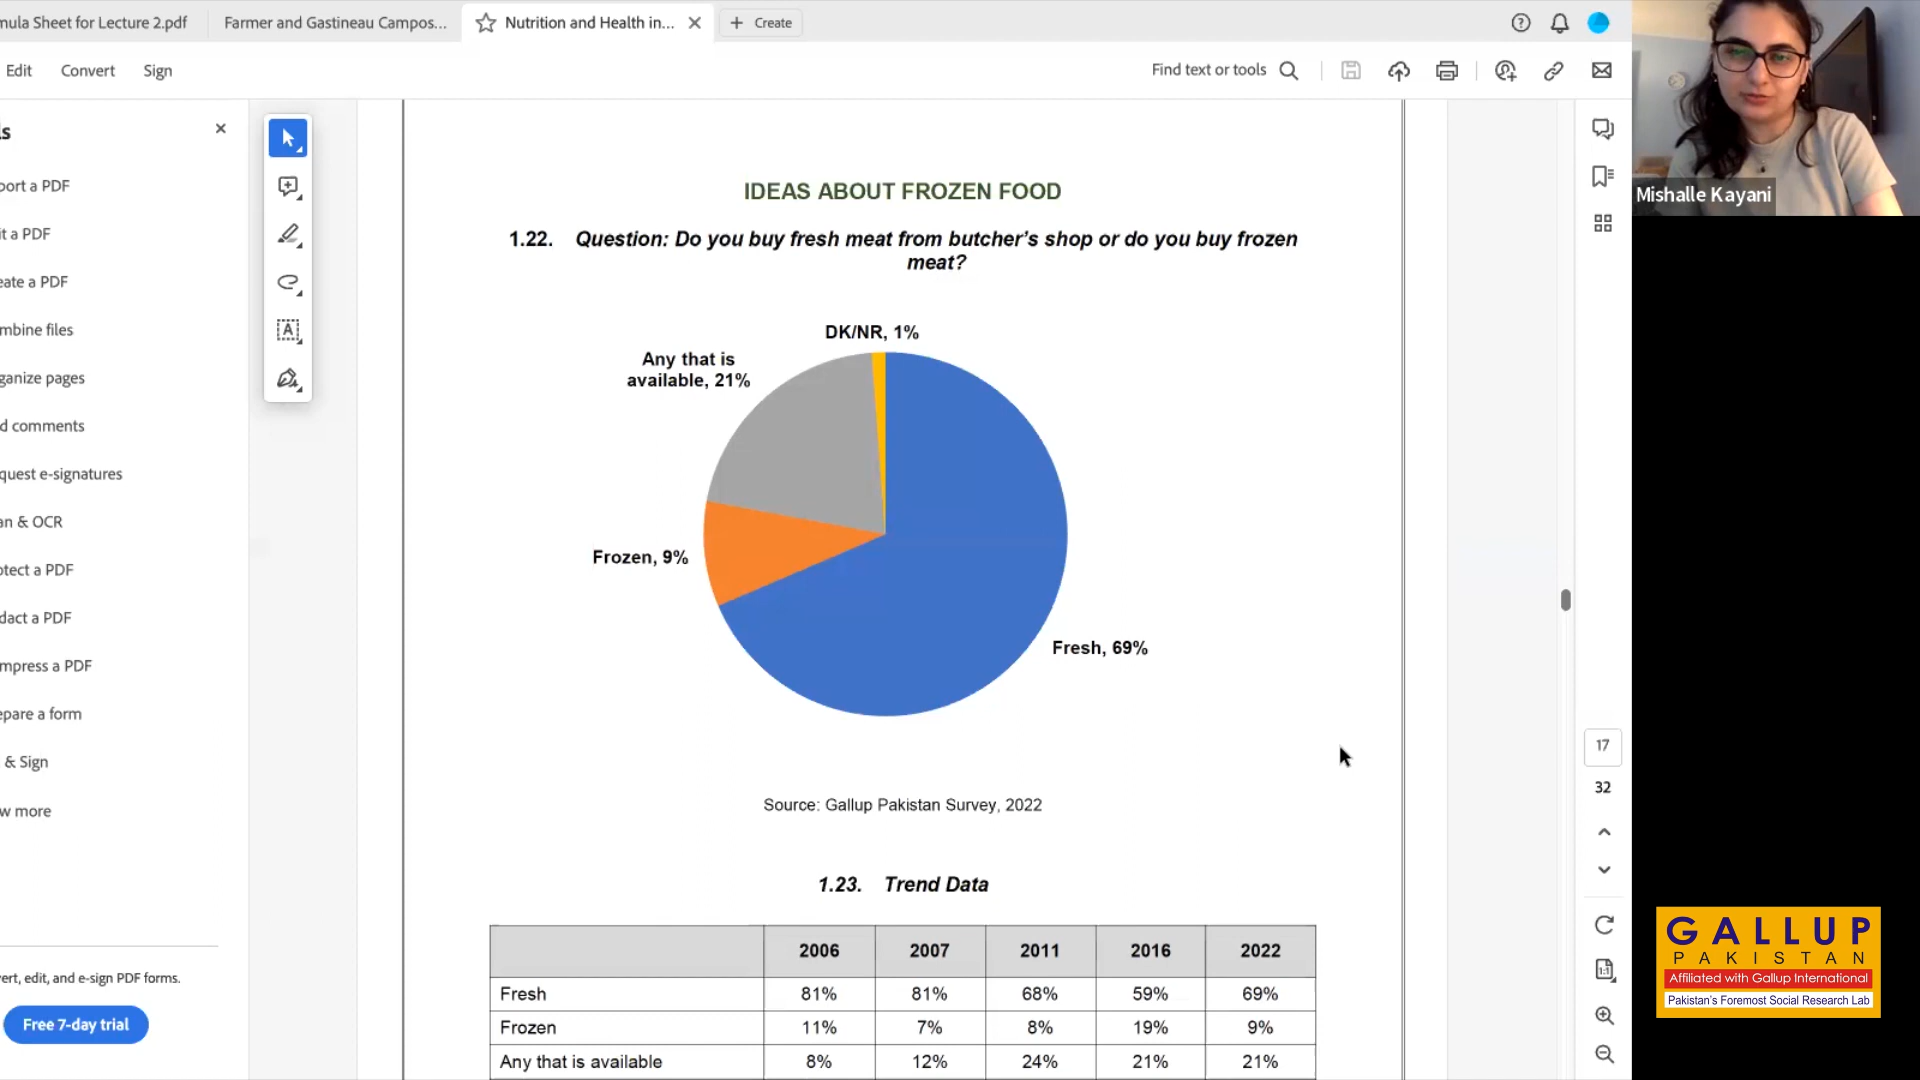 mula Sheet for Lecture 2.pdf
Farmer and Gastineau Campos...
Nutrition and Health in...
Create
Edit
Convert
Sign
Find text or tools
Mishalle Kayani
ls
port a PDF
it a PDF
eate a PDF
mbine files
ganize pages
d comments
quest e-signatures
an & OCR
otect a PDF
dact a PDF
mpress a PDF
epare a form
& Sign
w more
vert, edit, and e-sign PDF forms.
Free 7-day trial
IDEAS ABOUT FROZEN FOOD
1.22. Question: Do you buy fresh meat from butcher's shop or do you buy frozen
meat?
DK/NR, 1%
Any that is
available, 21%
Frozen, 9%
Fresh, 69%
Source: Gallup Pakistan Survey, 2022
1.23. Trend Data
2006 2007 2011 2016 2022
Fresh 81% 81% 68% 59% 69%
Frozen 11% 7% 8% 19% 9%
Any that is available 8% 12% 24% 21% 21%
17
32
1:1
GALLUP
PAKISTAN
Affiliated with Gallup International
Pakistan's Foremost Social Research Lab